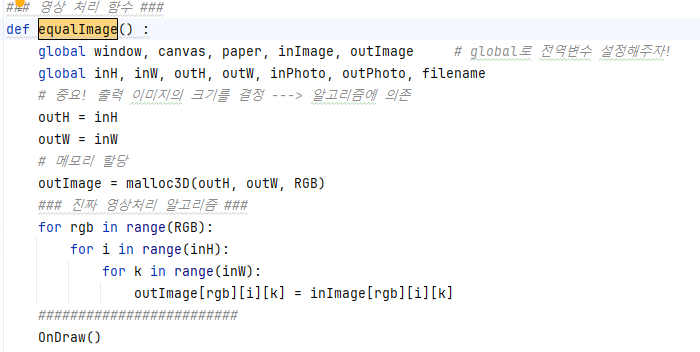 ### 영상 처리 함수 ###
def equalImage() :
    global window, canvas, paper, inImage, outImage     # global로 전역변수 설정해주자!
    global inH, inW, outH, outW, inPhoto, outPhoto, filename
    # 중요! 출력 이미지의 크기를 결정 ---> 알고리즘에 의존
    outH = inH
    outW = inW
    # 메모리 할당
    outImage = malloc3D(outH, outW, RGB)
    ### 진짜 영상처리 알고리즘 ###
    for rgb in range(RGB):
        for i in range(inH):
            for k in range(inW):
                outImage[rgb][i][k] = inImage[rgb][i][k]
    #########################
    OnDraw()